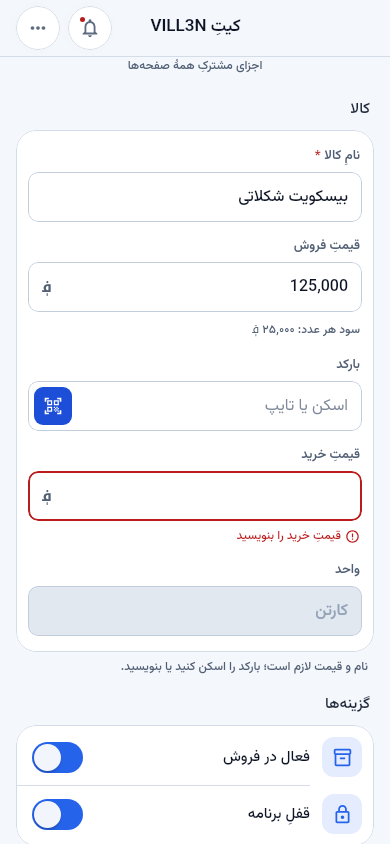 کیتِ VILL3N
اجزای مشترکِ همهٔ صفحه‌ها
کالا
نامِ کالا *
بیسکویت شکلاتی
قیمتِ فروش
125,000 ؋
سود هر عدد: ۲۵,۰۰۰ ؋
بارکد
اسکن یا تایپ
قیمتِ خرید
؋
قیمتِ خرید را بنویسید
واحد
کارتن
نام و قیمت لازم است؛ بارکد را اسکن کنید یا بنویسید.
گزینه‌ها
فعال در فروش
قفلِ برنامه